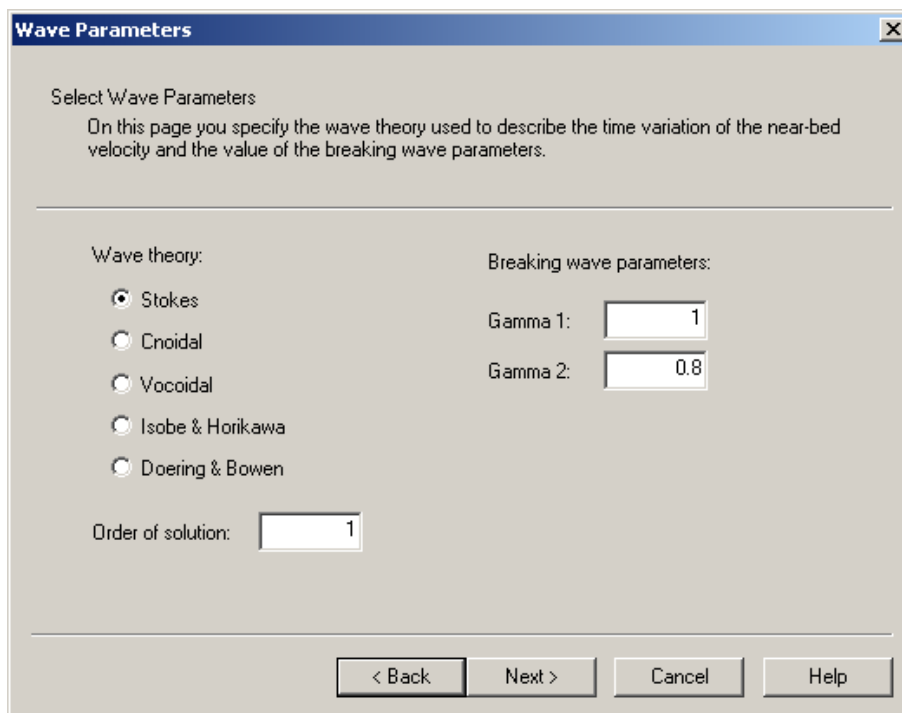 Wave Parameters
Select Wave Parameters
On this page you specify the wave theory used to describe the time variation of the near-bed
velocity and the value of the breaking wave parameters.
Wave theory:
Stokes
Cnoidal
Vocoidal
Isobe & Horikawa
Doering & Bowen
Order of solution: 1
Breaking wave parameters:
Gamma 1: 1
Gamma 2: 0.8
< Back
Next >
Cancel
Help